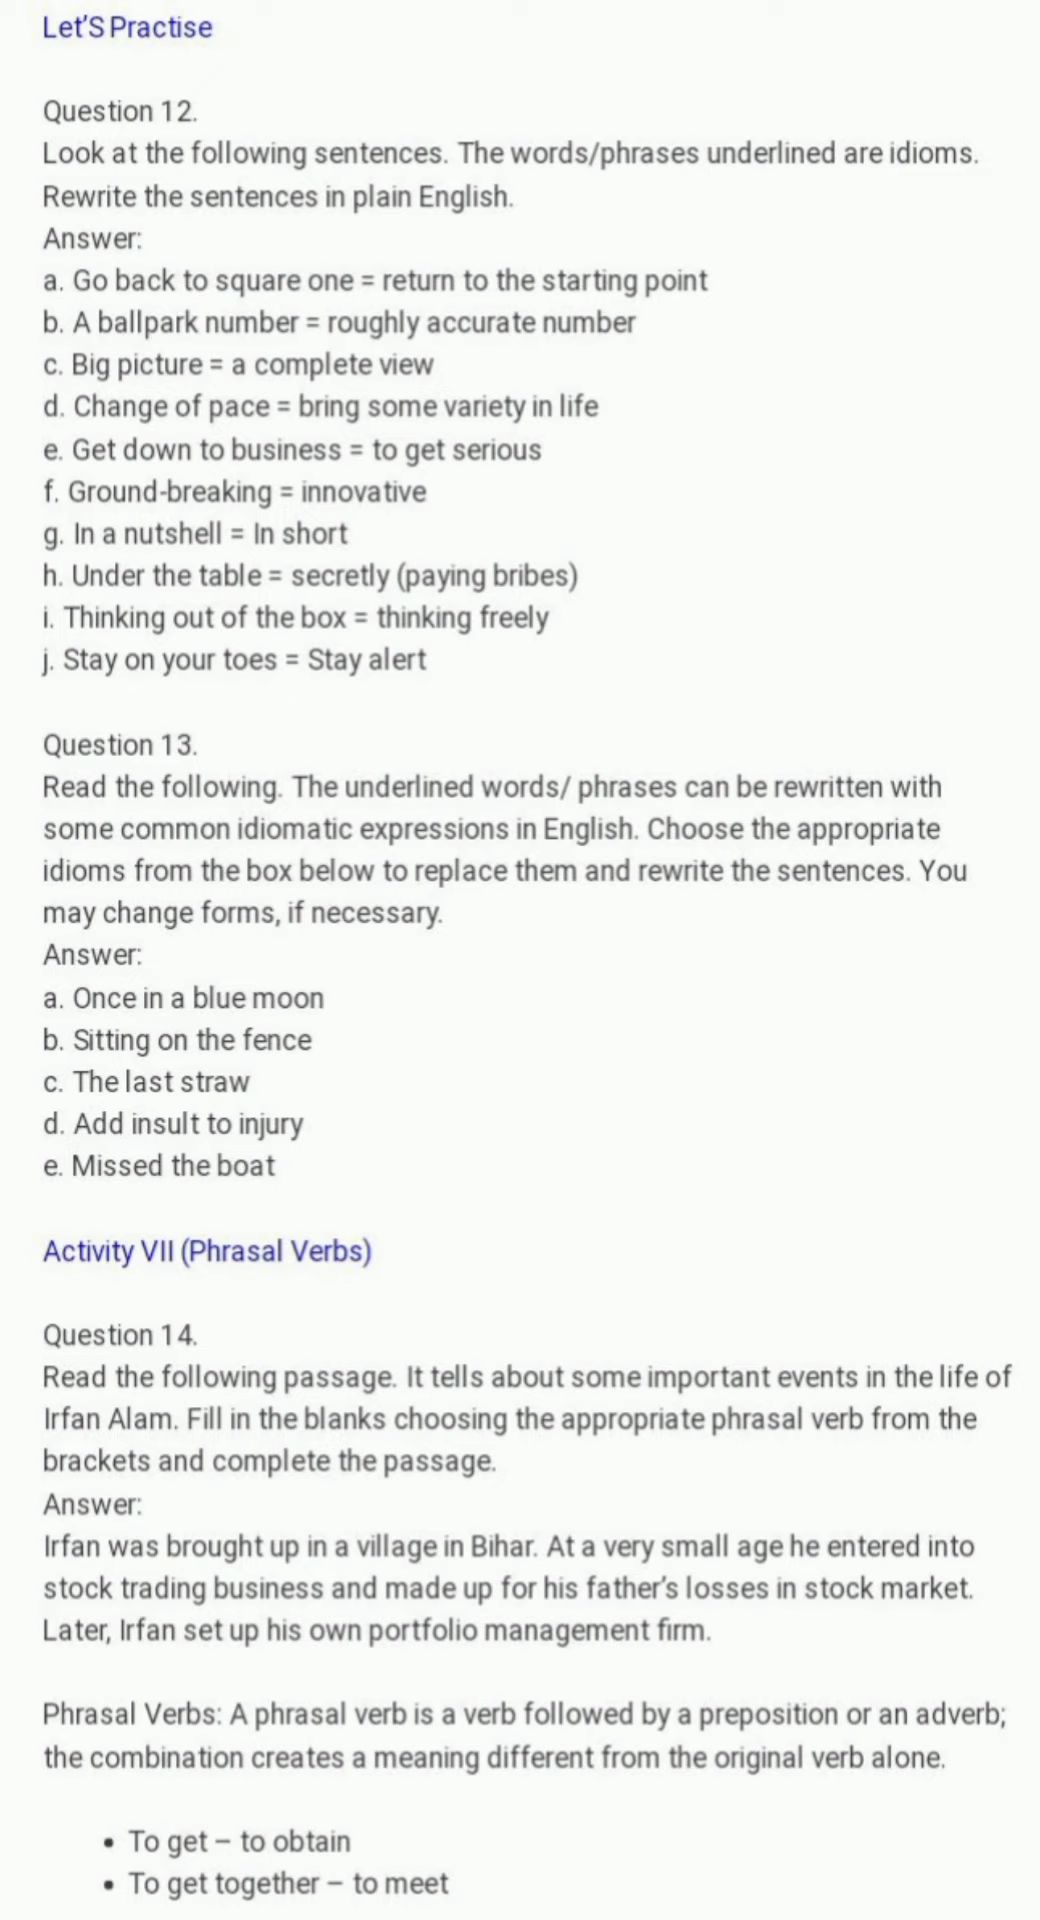 Let'S Practise
Question 12.
Look at the following sentences. The words/phrases underlined are idioms.
Rewrite the sentences in plain English.
Answer:
a. Go back to square one = return to the starting point
b. A ballpark number = roughly accurate number
c. Big picture = a complete view
d. Change of pace = bring some variety in life
e. Get down to business = to get serious
f. Ground-breaking = innovative
g. In a nutshell = In short
h. Under the table = secretly (paying bribes)
i. Thinking out of the box = thinking freely
j. Stay on your toes = Stay alert
Question 13.
Read the following. The underlined words/ phrases can be rewritten with
some common idiomatic expressions in English. Choose the appropriate
idioms from the box below to replace them and rewrite the sentences. You
may change forms, if necessary.
Answer:
a. Once in a blue moon
b. Sitting on the fence
c. The last straw
d. Add insult to injury
e. Missed the boat
Activity VII (Phrasal Verbs)
Question 14.
Read the following passage. It tells about some important events in the life of
Irfan Alam. Fill in the blanks choosing the appropriate phrasal verb from the
brackets and complete the passage.
Answer:
Irfan was brought up in a village in Bihar. At a very small age he entered into
stock trading business and made up for his father's losses in stock market.
Later, Irfan set up his own portfolio management firm.
Phrasal Verbs: A phrasal verb is a verb followed by a preposition or an adverb;
the combination creates a meaning different from the original verb alone.
• To get – to obtain
• To get together – to meet